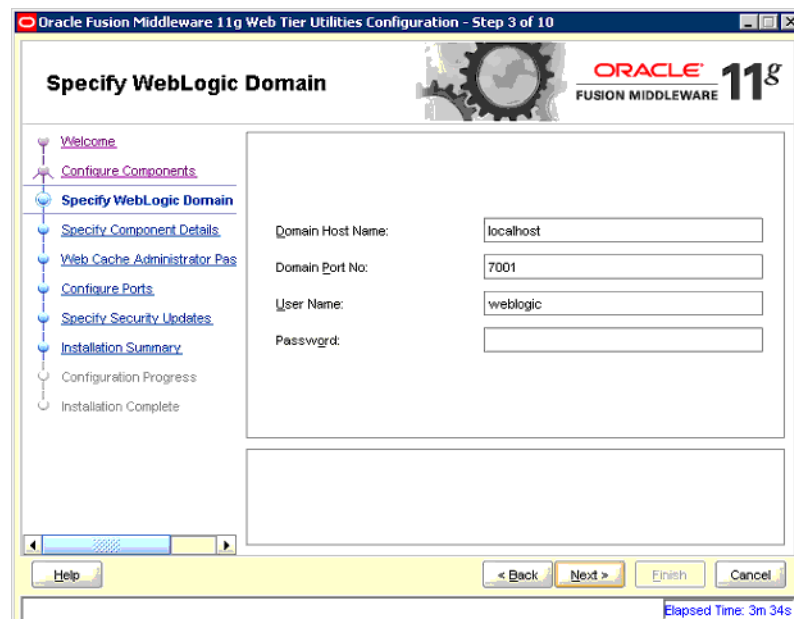 Oracle Fusion Middleware 11g Web Tier Utilities Configuration - Step 3 of 10
Specify WebLogic Domain
ORACLE
FUSION MIDDLEWARE 11g
Welcome
Configure Components
Specify WebLogic Domain
Specify Component Details
Web Cache Administrator Pas
Configure Ports
Specify Security Updates
Installation Summary
Configuration Progress
Installation Complete
Domain Host Name: localhost
Domain Port No: 7001
User Name: weblogic
Password:
Help < Back Next > Finish Cancel
Elapsed Time: 3m 34s